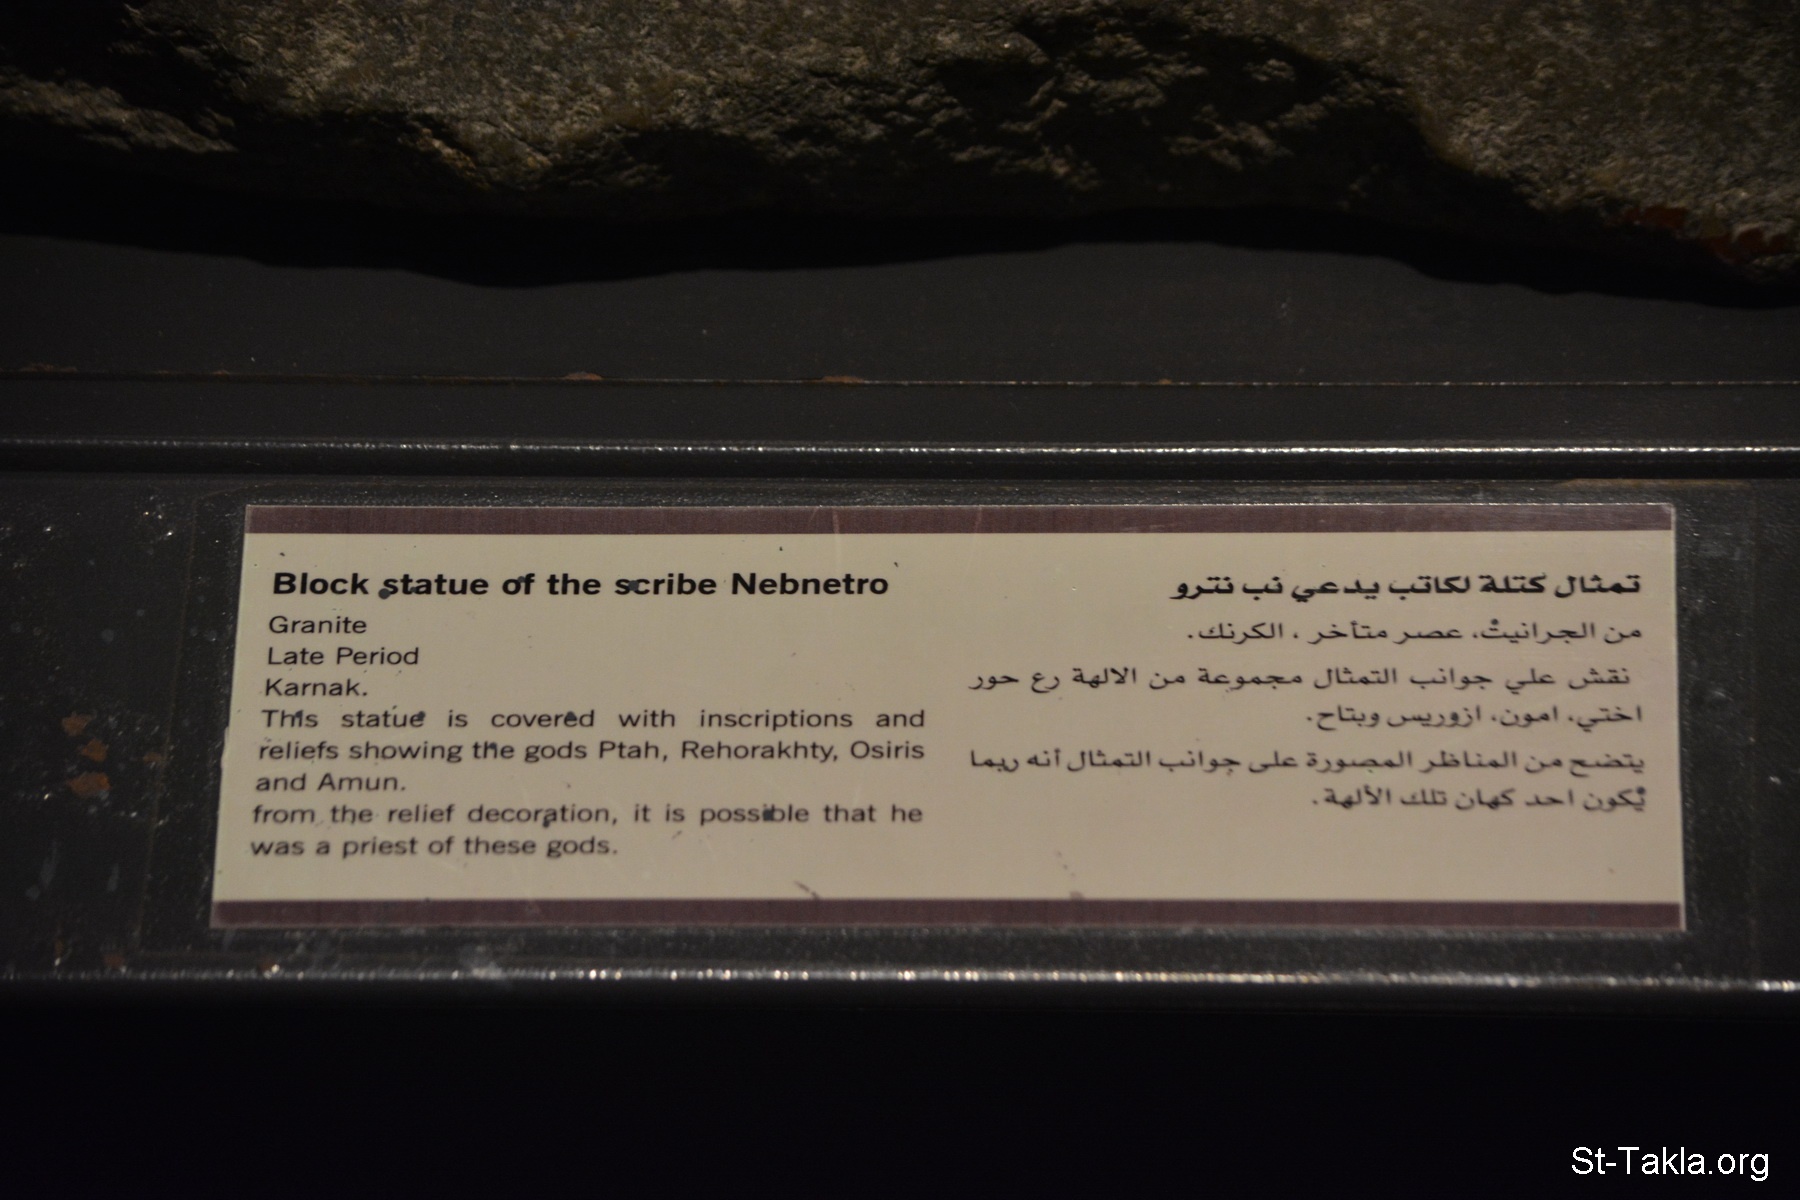 Block statue of the scribe Nebnetro
Granite
Late Period
Karnak.
This statue is covered with inscriptions and
reliefs showing the gods Ptah, Rehorakhty, Osiris
and Amun.
from the relief decoration, it is possible that he
was a priest of these gods.
تمثال كتلة لكاتب يدعي نب نترو
من الجرانيت، عصر متأخر ، الكرنك.
نقش علي جوانب التمثال مجموعة من الالهة رع حور
اختي، امون، ازوريس وبتاح.
يتضح من المناظر المصورة على جوانب التمثال أنه ربما
يكون احد كهان تلك الألهة.
St-Takla.org